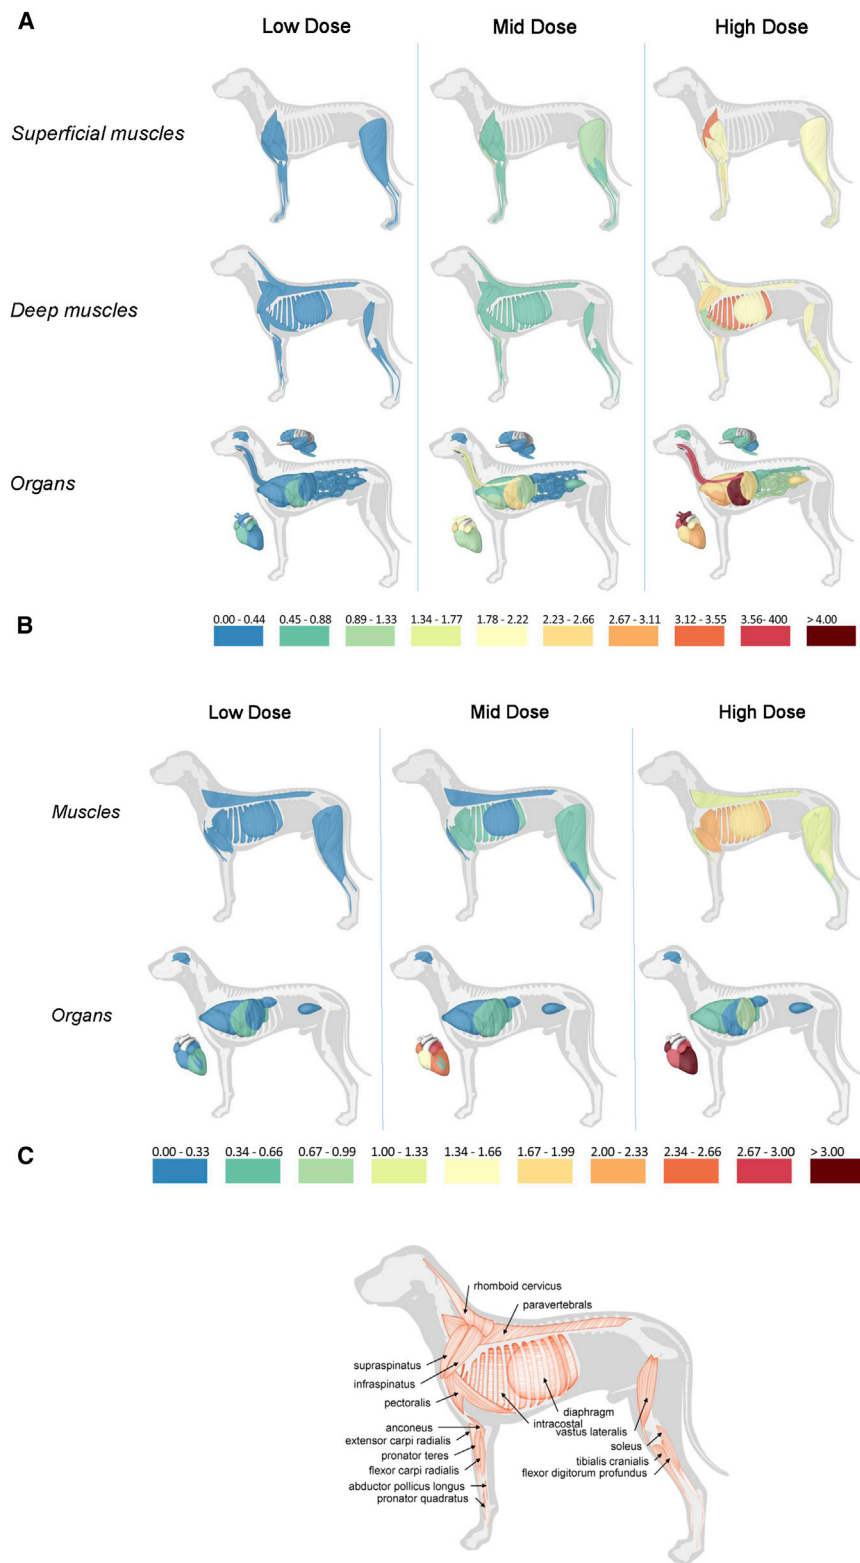 A
Low Dose Mid Dose High Dose
Superficial muscles
Deep muscles
Organs
B
0.00 - 0.44 0.45 - 0.88 0.89 - 1.33 1.34 - 1.77 1.78 - 2.22 2.23 - 2.66 2.67 - 3.11 3.12 - 3.55 3.56- 400 > 4.00
Low Dose Mid Dose High Dose
Muscles
Organs
C
0.00 - 0.33 0.34 - 0.66 0.67 - 0.99 1.00 - 1.33 1.34 - 1.66 1.67 - 1.99 2.00 - 2.33 2.34 - 2.66 2.67 - 3.00 > 3.00
rhomboid cervicus
paravertebrals
supraspinatus
infraspinatus
pectoralis
diaphragm
intracostal
vastus lateralis
anconeus
extensor carpi radialis
pronator teres
flexor carpi radialis
soleus
tibialis cranialis
flexor digitorum profundus
abductor pollicus longus
pronator quadratus